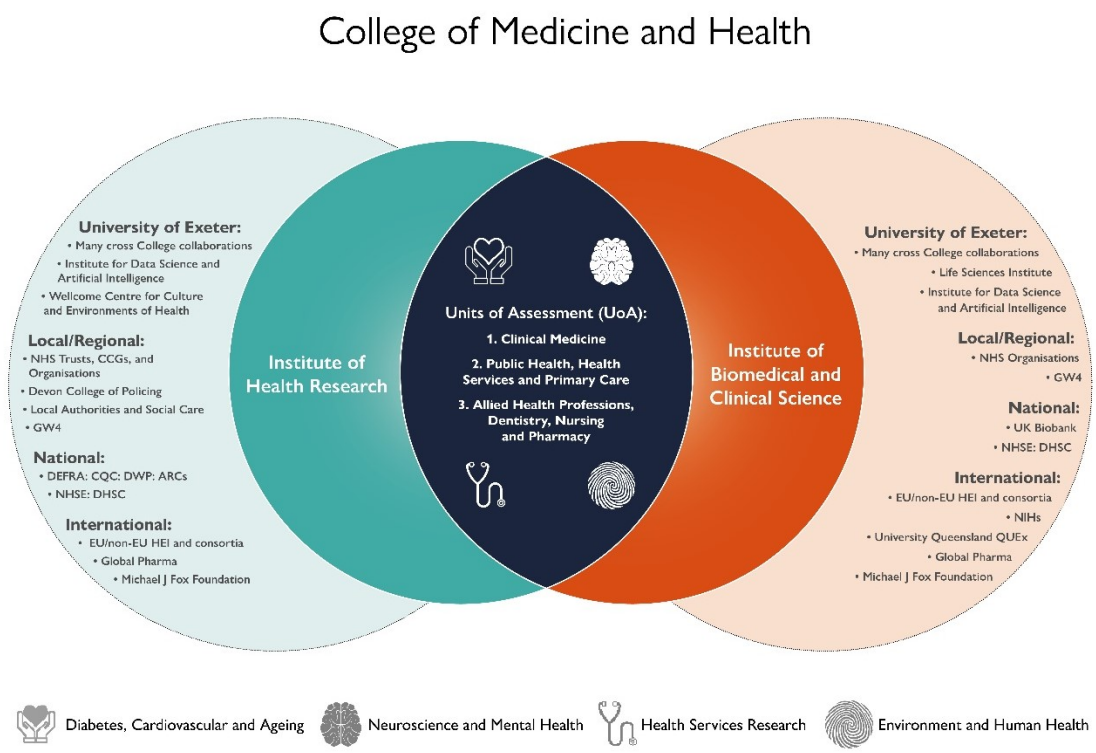 College of Medicine and Health
University of Exeter:
• Many cross College collaborations
• Institute for Data Science and
Artificial Intelligence
• Wellcome Centre for Culture
and Environments of Health
Local/Regional:
• NHS Trusts, CCGs, and
Organisations
• Devon College of Policing
• Local Authorities and Social Care
• GW4
National:
• DEFRA: CQC: DWP: ARCs
• NHSE: DHSC
International:
• EU/non-EU HEI and consortia
• Global Pharma
• Michael J Fox Foundation
Institute of
Health Research
Units of Assessment (UoA):
1. Clinical Medicine
2. Public Health, Health
Services and Primary Care
3. Allied Health Professions,
Dentistry, Nursing
and Pharmacy
Institute of
Biomedical and
Clinical Science
University of Exeter:
• Many cross College collaborations
• Life Sciences Institute
• Institute for Data Science
and Artificial Intelligence
Local/Regional:
• NHS Organisations
• GW4
National:
• UK Biobank
• NHSE: DHSC
International:
• EU/non-EU HEI and consortia
• NIHs
• University Queensland QUEx
• Global Pharma
• Michael J Fox Foundation
Diabetes, Cardiovascular and Ageing
Neuroscience and Mental Health
Health Services Research
Environment and Human Health